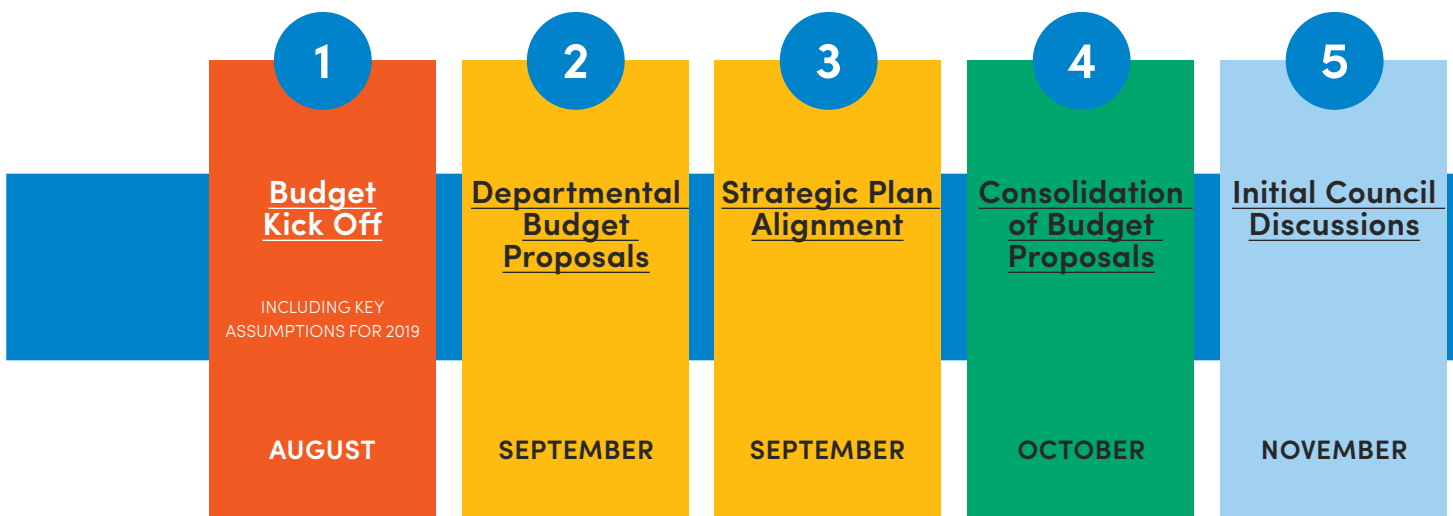 1
Budget
Kick Off
INCLUDING KEY
ASSUMPTIONS FOR 2019
AUGUST
2
Departmental
Budget
Proposals
SEPTEMBER
3
Strategic Plan
Alignment
SEPTEMBER
4
Consolidation
of Budget
Proposals
OCTOBER
5
Initial Council
Discussions
NOVEMBER